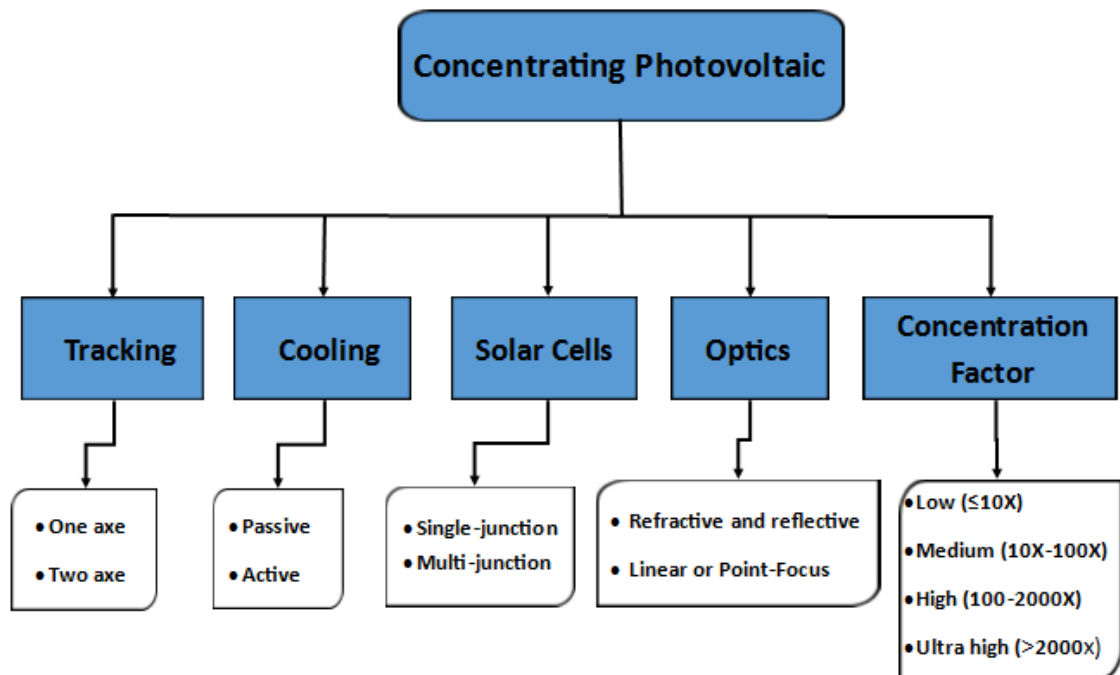 Concentrating Photovoltaic
Tracking
Cooling
Solar Cells
Optics
Concentration
Factor
• One axe
• Two axe
• Passive
• Active
• Single-junction
• Multi-junction
• Refractive and reflective
• Linear or Point-Focus
•Low (≤10X)
•Medium (10X-100X)
•High (100-2000X)
•Ultra high (>2000x)